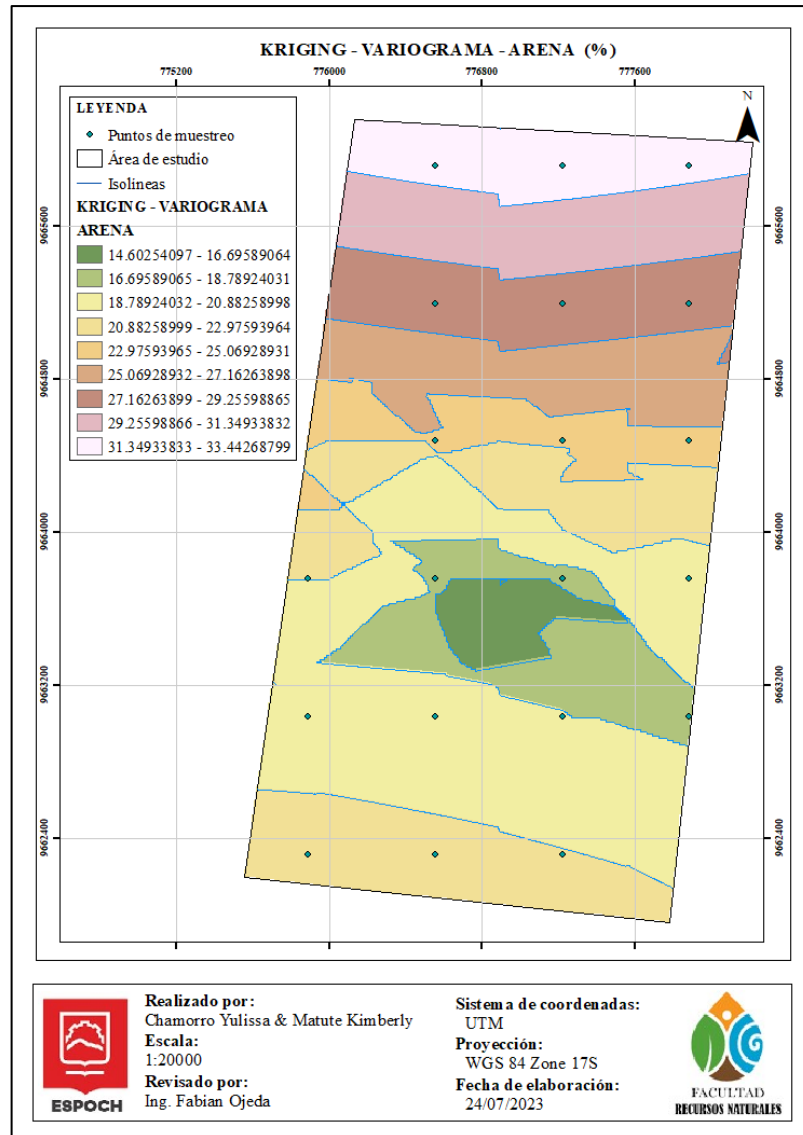 KRIGING - VARIOGRAMA - ARENA (%)
775200 776000 776800 777600
N
LEYENDA
Puntos de muestreo
Área de estudio
Isolineas
KRIGING - VARIOGRAMA
ARENA
14.60254097 - 16.69589064
16.69589065 - 18.78924031
18.78924032 - 20.88258998
20.88258999 - 22.97593964
22.97593965 - 25.06928931
25.06928932 - 27.16263898
27.16263899 - 29.25598865
29.25598866 - 31.34933832
31.34933833 - 33.44268799
9665600 9665600
9664800 9664800
9664000 9664000
9663200 9663200
9662400 9662400
Realizado por:
Chamorro Yulissa & Matute Kimberly
Escala:
1:20000
Revisado por:
Ing. Fabian Ojeda
Sistema de coordenadas:
UTM
Proyección:
WGS 84 Zone 17S
Fecha de elaboración:
24/07/2023
ESPOCH
FACULTAD
RECURSOS NATURALES